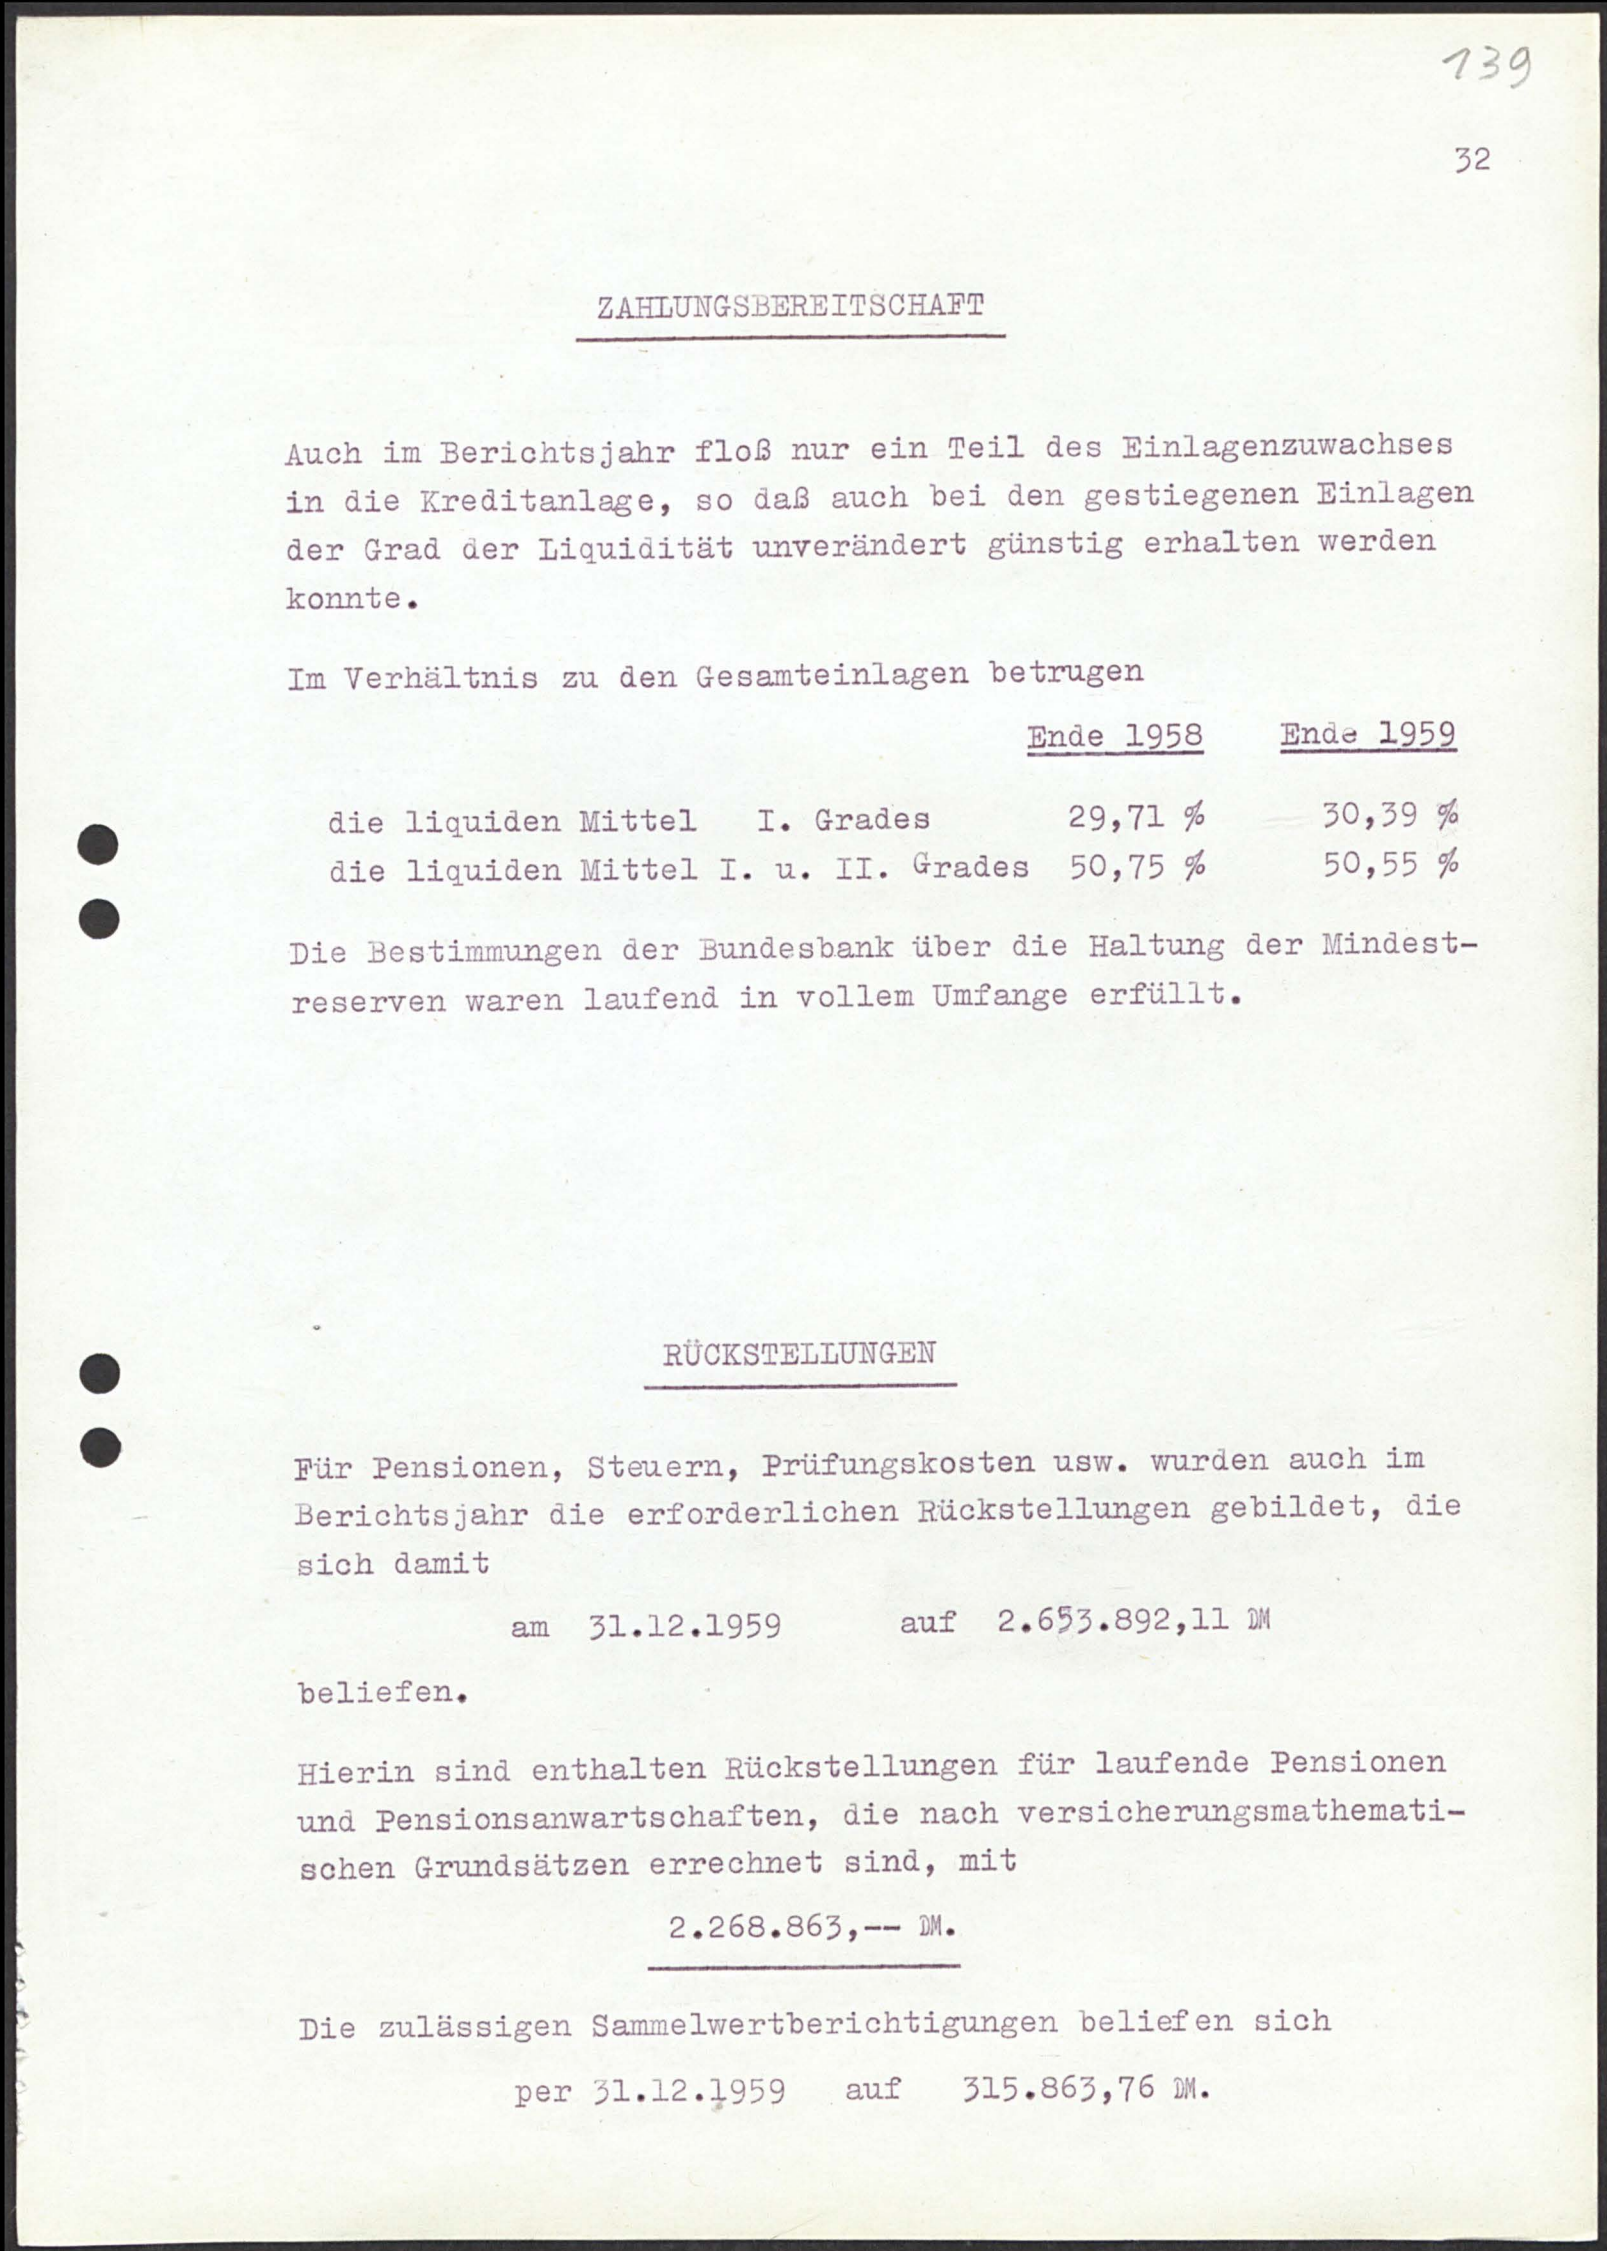 139
32
ZAHLUNGSBEREITSCHAFT
Auch im Berichtsjahr floß nur ein Teil des Einlagenzuwachses
in die Kreditanlage, so daß auch bei den gestiegenen Einlagen
der Grad der Liquidität unverändert günstig erhalten werden
konnte.
Im Verhältnis zu den Gesamteinlagen betrugen
Ende 1958 Ende 1959
die liquiden Mittel I. Grades 29,71 % 30,39 %
die liquiden Mittel I. u. II. Grades 50,75 % 50,55 %
Die Bestimmungen der Bundesbank über die Haltung der Mindest-
reserven waren laufend in vollem Umfange erfüllt.
RÜCKSTELLUNGEN
Für Pensionen, Steuern, Prüfungskosten usw. wurden auch im
Berichtsjahr die erforderlichen Rückstellungen gebildet, die
sich damit
am 31.12.1959 auf 2.653.892,11 DM
beliefen.
Hierin sind enthalten Rückstellungen für laufende Pensionen
und Pensionsanwartschaften, die nach versicherungsmathemati-
schen Grundsätzen errechnet sind, mit
2.268.863,-- DM.
Die zulässigen Sammelwertberichtigungen beliefen sich
per 31.12.1959 auf 315.863,76 DM.